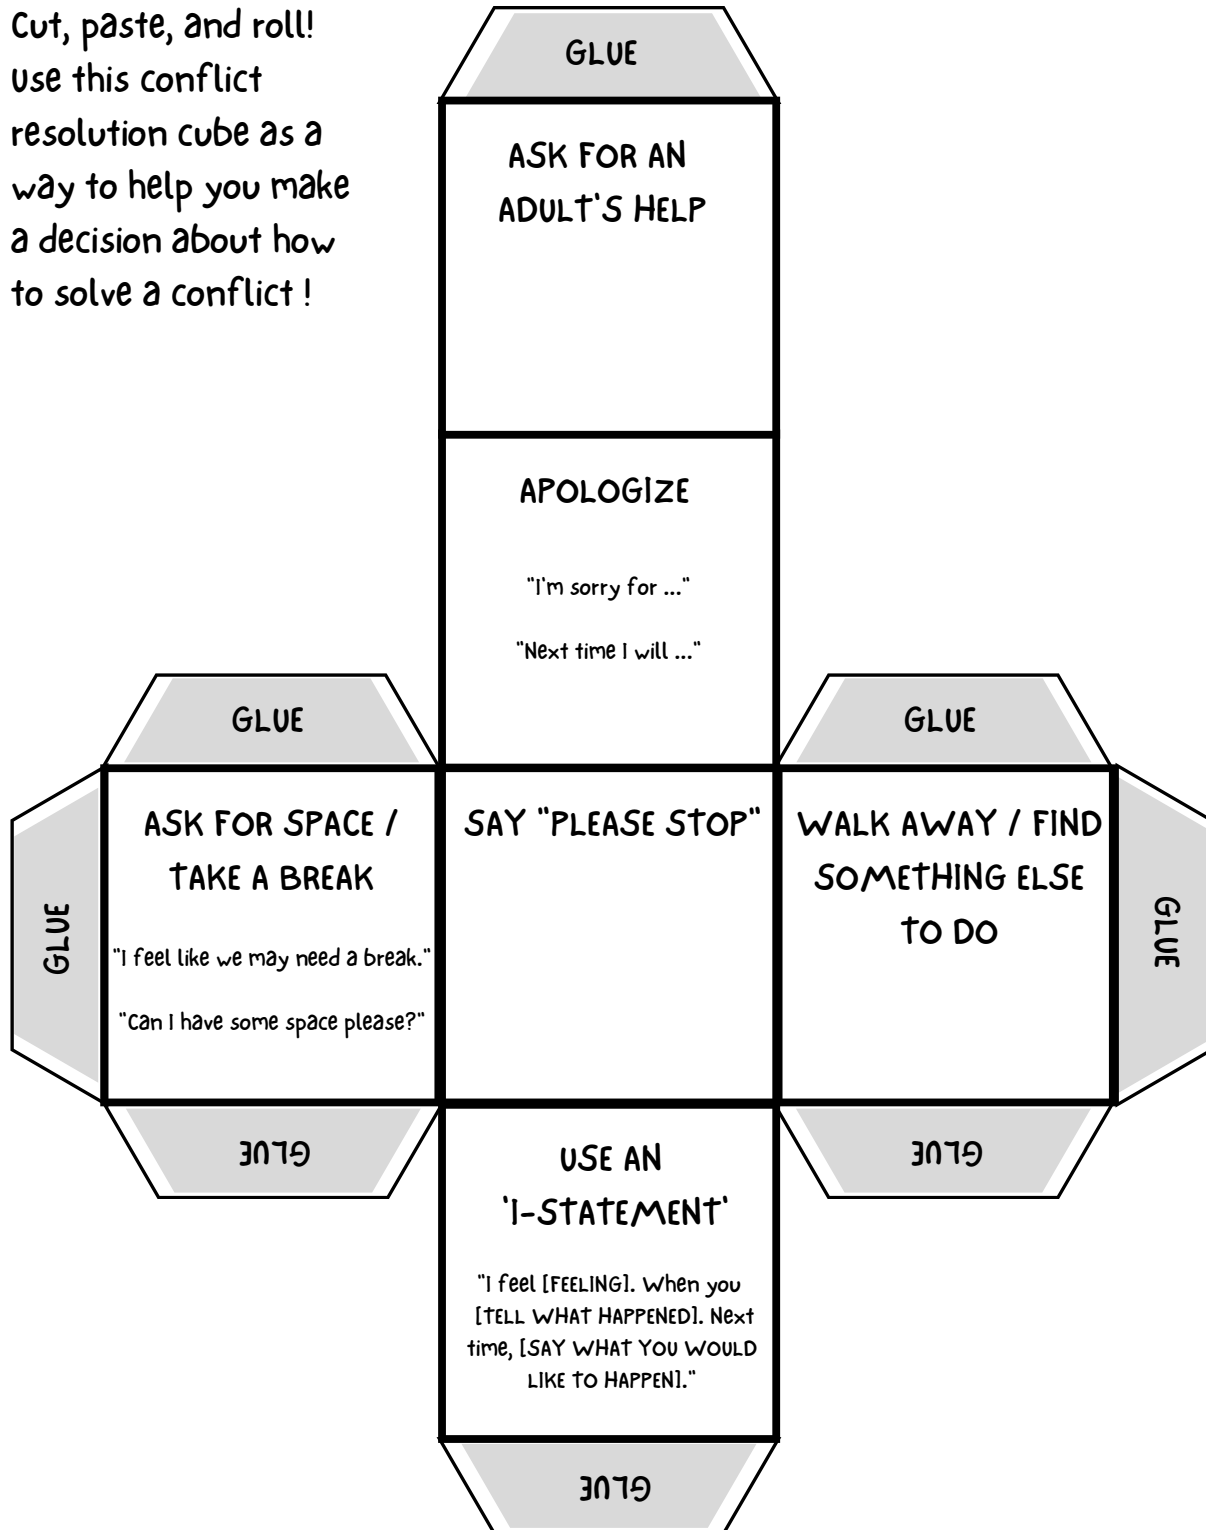 Cut, paste, and roll!
use this conflict
resolution cube as a
way to help you make
a decision about how
to solve a conflict !
GLUE
ASK FOR AN
ADULT'S HELP
APOLOGIZE
"I'm sorry for ..."
"Next time I will ..."
GLUE
GLUE
GLUE
ASK FOR SPACE /
TAKE A BREAK
"I feel like we may need a break."
"Can I have some space please?"
SAY "PLEASE STOP"
WALK AWAY / FIND
SOMETHING ELSE
TO DO
GLUE
GLUE
GLUE
USE AN
'I-STATEMENT'
"I feel [FEELING]. When you
[TELL WHAT HAPPENED]. Next
time, [SAY WHAT YOU WOULD
LIKE TO HAPPEN]."
GLUE